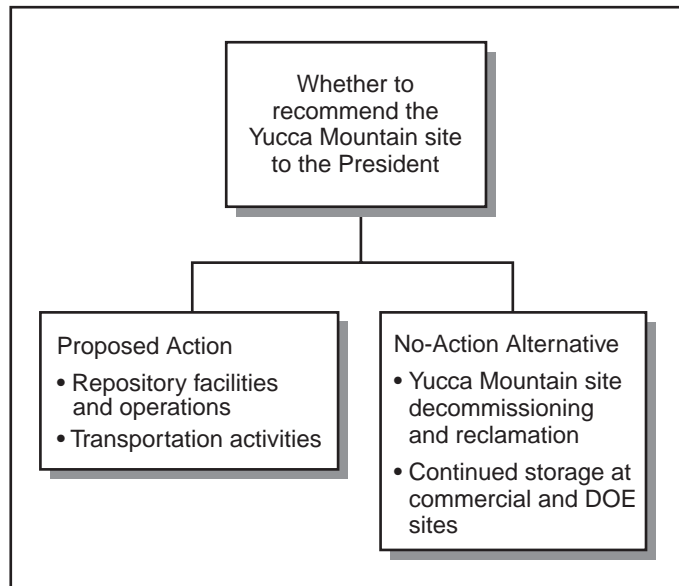 Whether to
recommend the
Yucca Mountain site
to the President
Proposed Action
• Repository facilities
and operations
• Transportation activities
No-Action Alternative
• Yucca Mountain site
decommissioning
and reclamation
• Continued storage at
commercial and DOE
sites